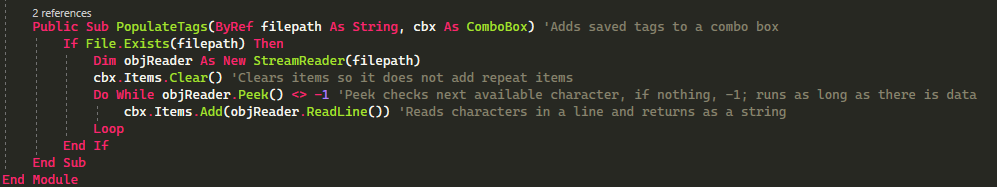 2 references
Public Sub PopulateTags(ByRef filepath As String, cbx As ComboBox) 'Adds saved tags to a combo box
If File.Exists(filepath) Then
Dim objReader As New StreamReader(filepath)
cbx.Items.Clear() 'Clears items so it does not add repeat items
Do While objReader.Peek() <> -1 'Peek checks next available character, if nothing, -1; runs as long as there is data
cbx.Items.Add(objReader.ReadLine()) 'Reads characters in a line and returns as a string
Loop
End If
End Sub
End Module